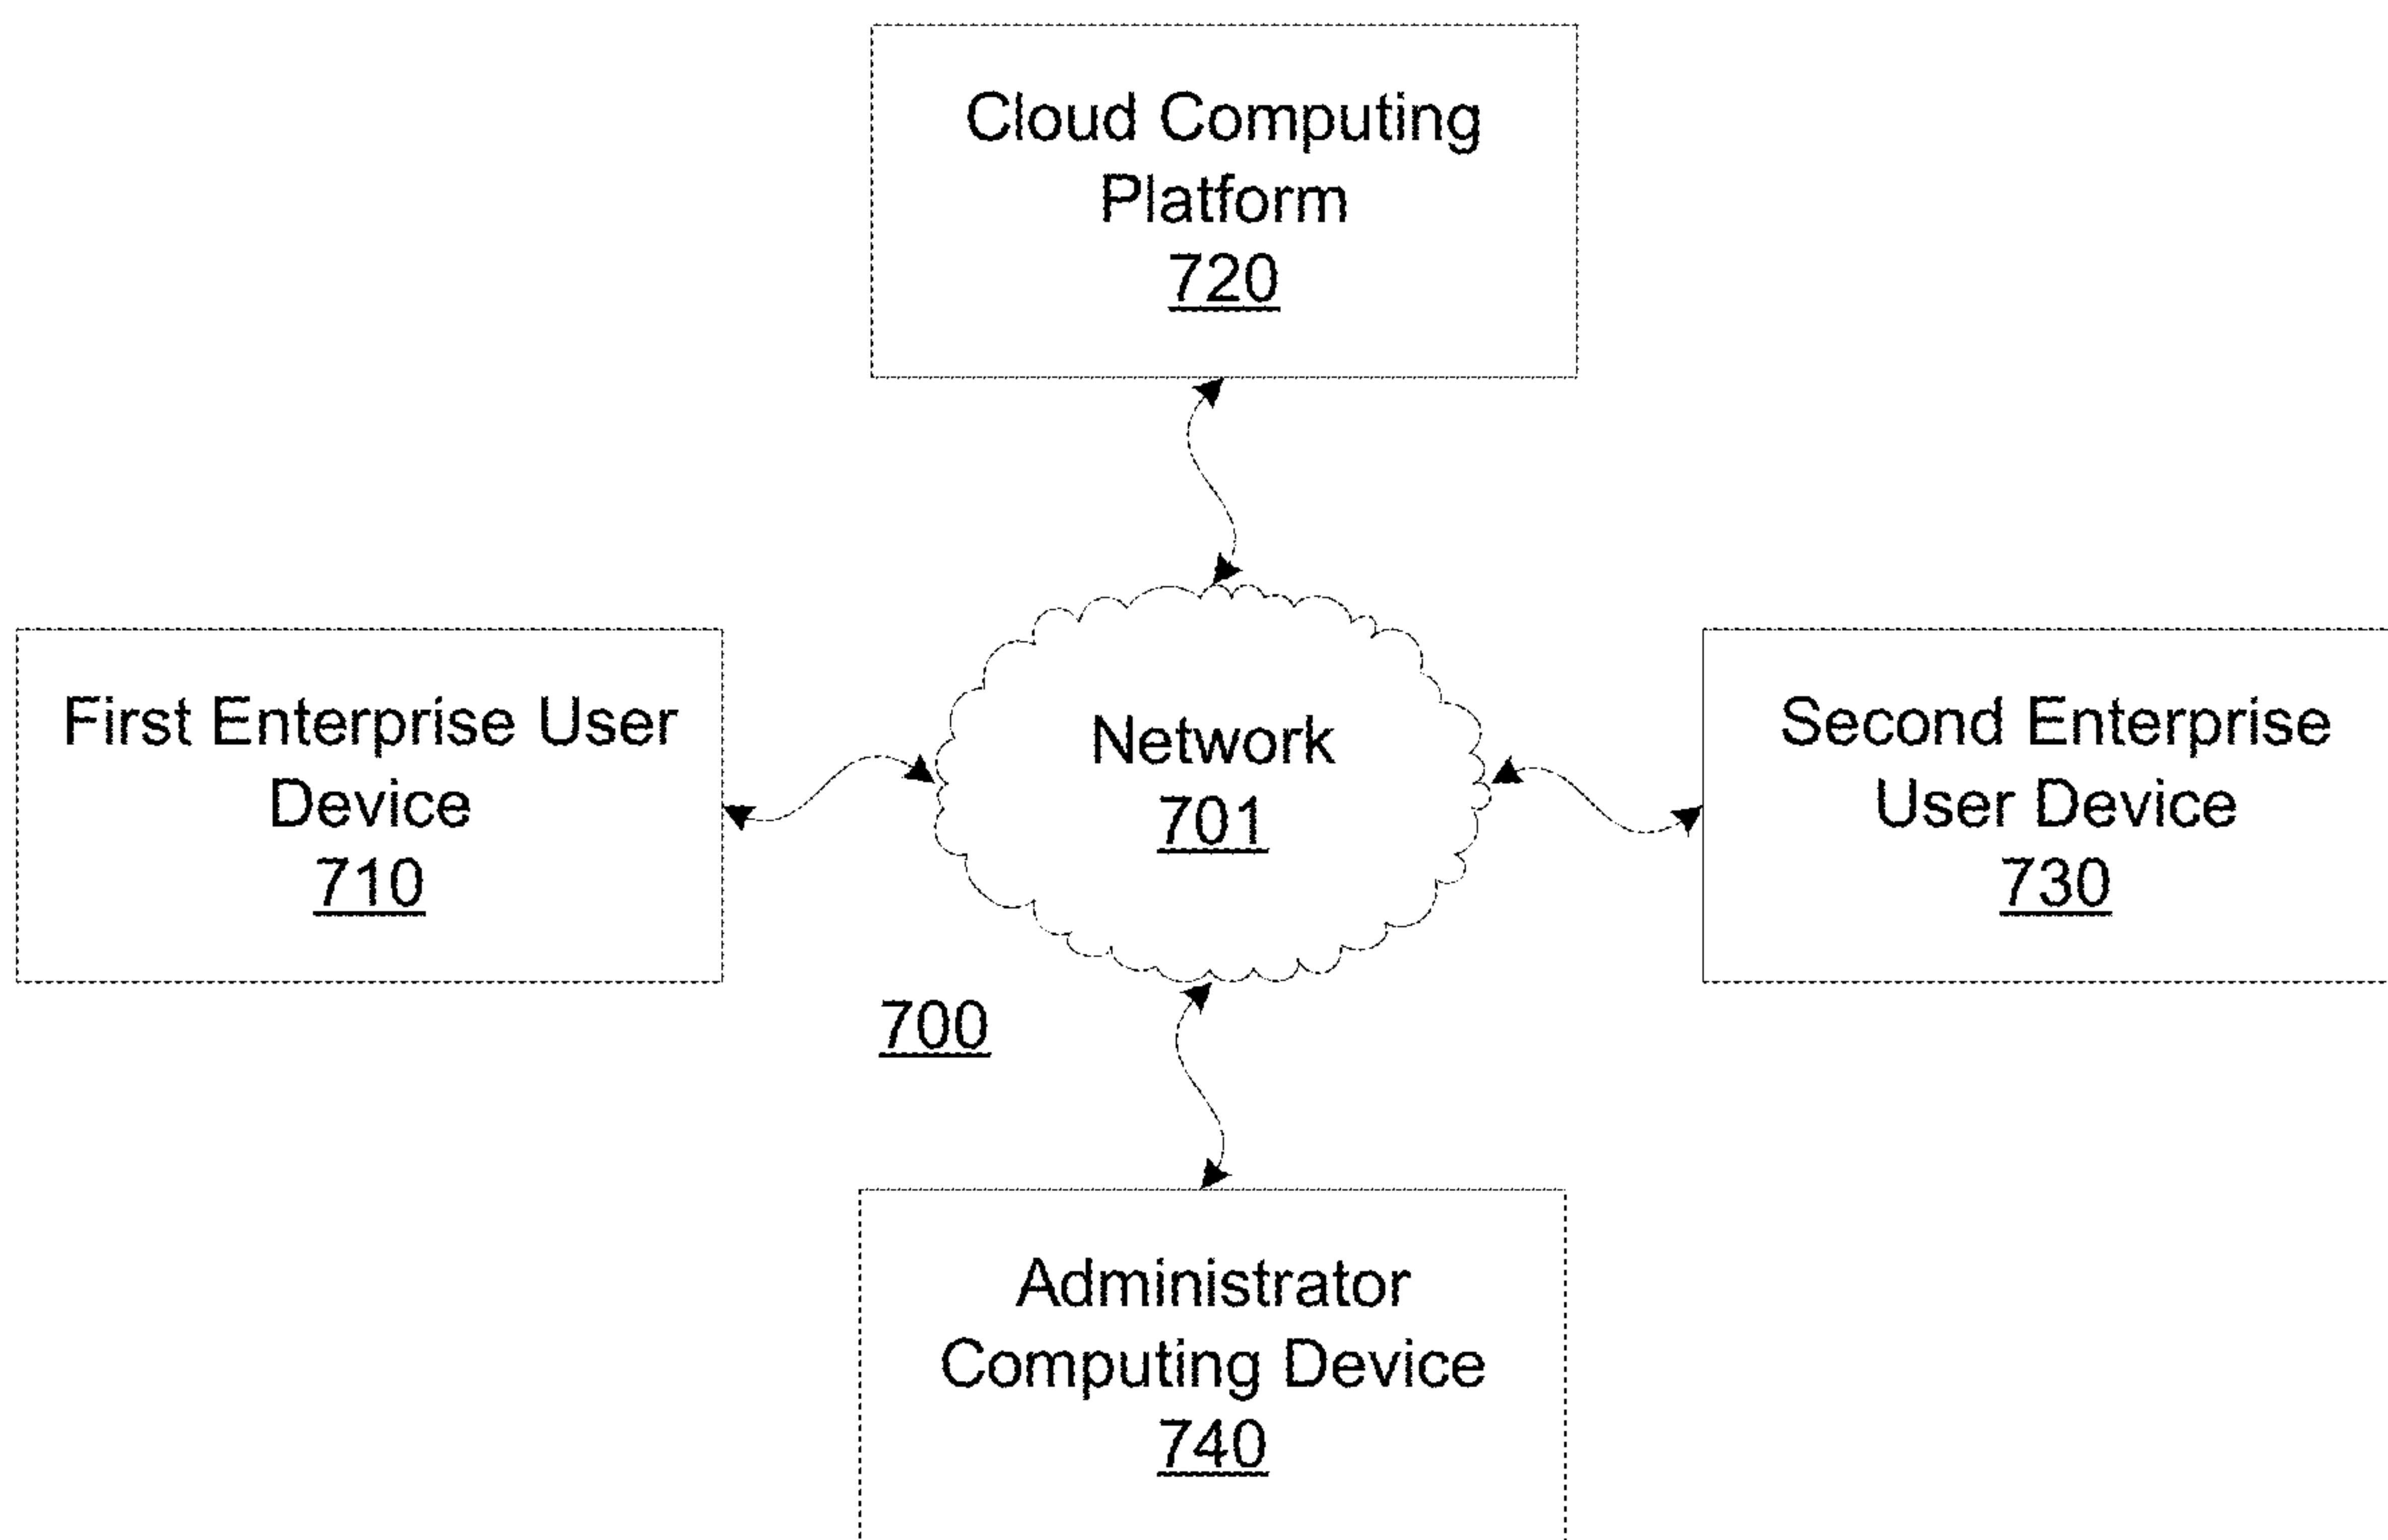 Cloud Computing
Platform
720
First Enterprise User
Device
710
Network
701
Second Enterprise
User Device
730
700
Administrator
Computing Device
740